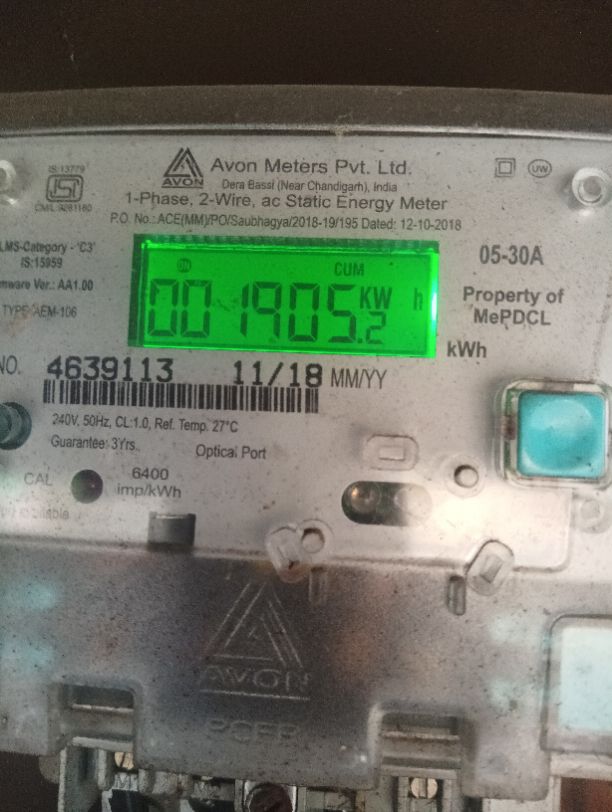 IS:13779
ISI
CM/L-9261160
AVON
Avon Meters Pvt. Ltd.
UW
Dera Bassi (Near Chandigarh), India
1-Phase, 2-Wire, ac Static Energy Meter
P.O. No.: ACE(MM)/PO/Saubhagya/2018-19/195 Dated: 12-10-2018
LMS-Category - 'C3'
IS:15959
mware Ver.: AA1.00
TYPE: AEM-106
CUM
001905.2 KW h
kWh
05-30A
Property of
MePDCL
NO. 4639113 11/18 MM/YY
240V, 50Hz, CL:1.0, Ref. Temp. 27°C
Guarantee: 3Yrs.
Optical Port
CAL
6400
imp/kWh
AVON